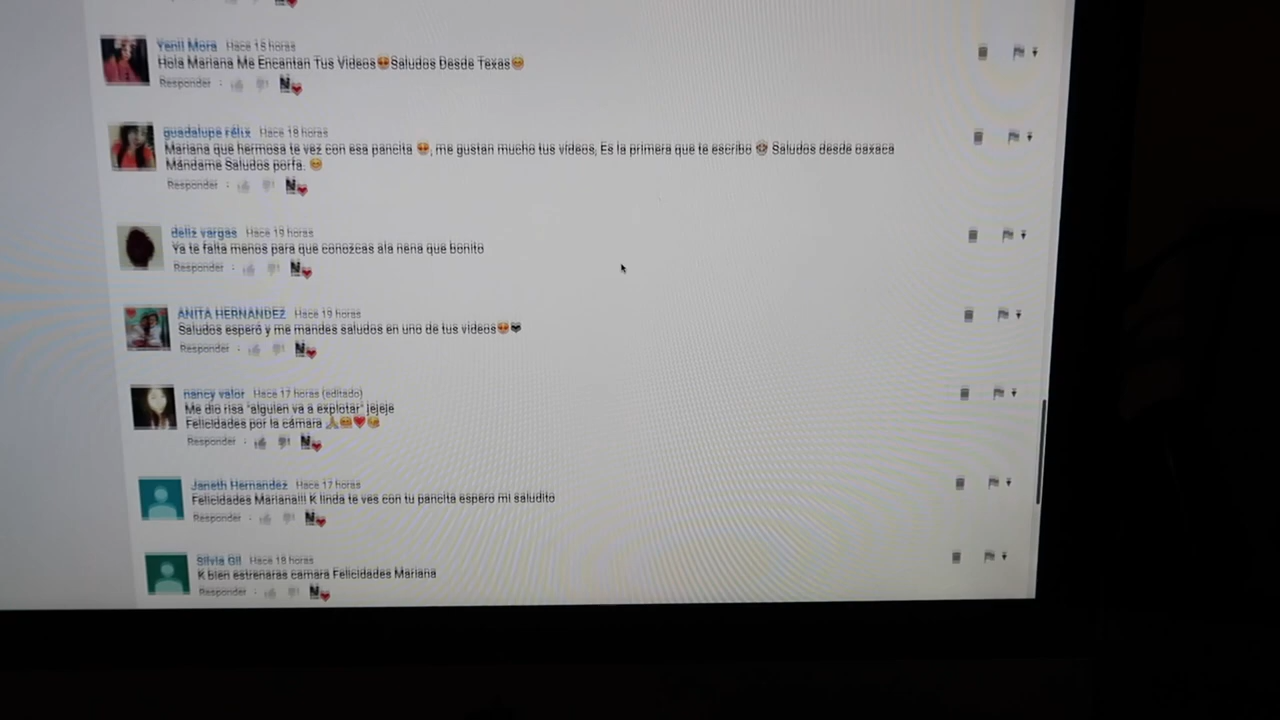 Yenii Mora Hace 15 horas
Hola Mariana Me Encantan Tus Videos😍Saludos Desde Texas😊
Responder
guadalupe félix Hace 18 horas
Mariana que hermosa te vez con esa pancita 😍, me gustan mucho tus vídeos, Es la primera que te escribo 🙈 Saludos desde oaxaca
Mándame Saludos porfa. 😊
Responder
deliz vargas Hace 19 horas
Ya te falta menos para que conozcas ala nena que bonito
Responder
ANITA HERNANDEZ Hace 19 horas
Saludos esperó y me mandes saludos en uno de tus videos😍❤
Responder
nancy valor Hace 17 horas (editado)
Me dio risa "alguien va a explotar" jejeje
Felicidades por la cámara 🙏😊❤😘
Responder
Janeth Hernandez Hace 17 horas
Felicidades Mariana!!! K linda te ves con tu pancita espero mi saludito
Responder
Silvia Gil Hace 18 horas
K bien estrenaras camara Felicidades Mariana
Responder